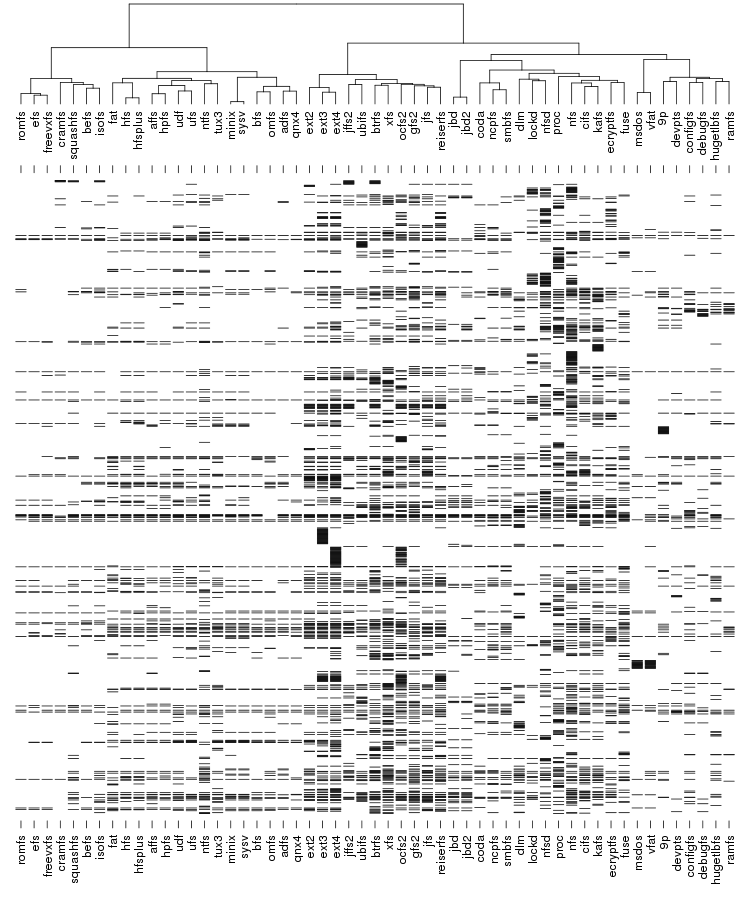 romfs efs freevxfs cramfs squashfs befs isofs fat hfs hfsplus affs hpfs udf ufs ntfs tux3 minix sysv bfs omfs adfs qnx4 ext2 ext3 ext4 jffs2 ubifs btrfs xfs ocfs2 gfs2 jfs reiserfs jbd jbd2 coda ncpfs smbfs dlm lockd nfsd proc nfs cifs kafs ecryptfs fuse msdos vfat 9p devpts configfs debugfs hugetlbfs ramfs
romfs efs freevxfs cramfs squashfs befs isofs fat hfs hfsplus affs hpfs udf ufs ntfs tux3 minix sysv bfs omfs adfs qnx4 ext2 ext3 ext4 jffs2 ubifs btrfs xfs ocfs2 gfs2 jfs reiserfs jbd jbd2 coda ncpfs smbfs dlm lockd nfsd proc nfs cifs kafs ecryptfs fuse msdos vfat 9p devpts configfs debugfs hugetlbfs ramfs